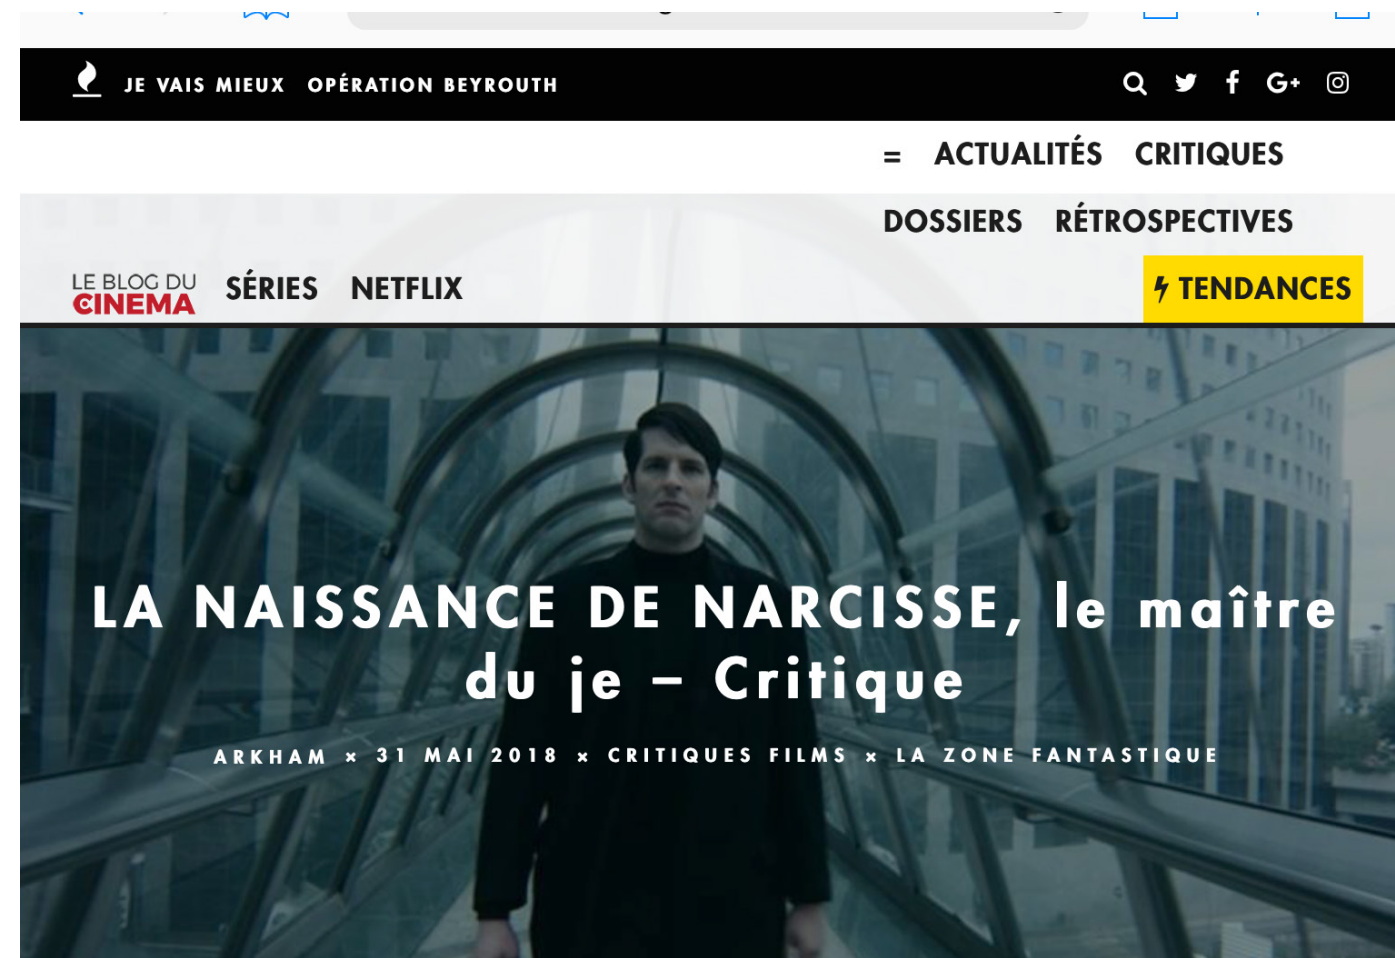 JE VAIS MIEUX OPÉRATION BEYROUTH
= ACTUALITÉS CRITIQUES
DOSSIERS RÉTROSPECTIVES
LE BLOG DU
CINEMA
SÉRIES NETFLIX
TENDANCES
LA NAISSANCE DE NARCISSE, le maître
du je – Critique
ARKHAM × 31 MAI 2018 × CRITIQUES FILMS × LA ZONE FANTASTIQUE